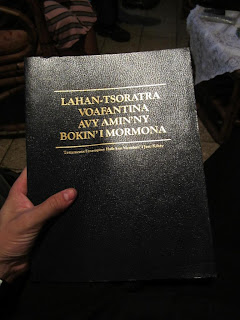 LAHAN-TSORATRA
VOAFANTINA
AVY AMIN'NY
BOKIN' I MORMONA